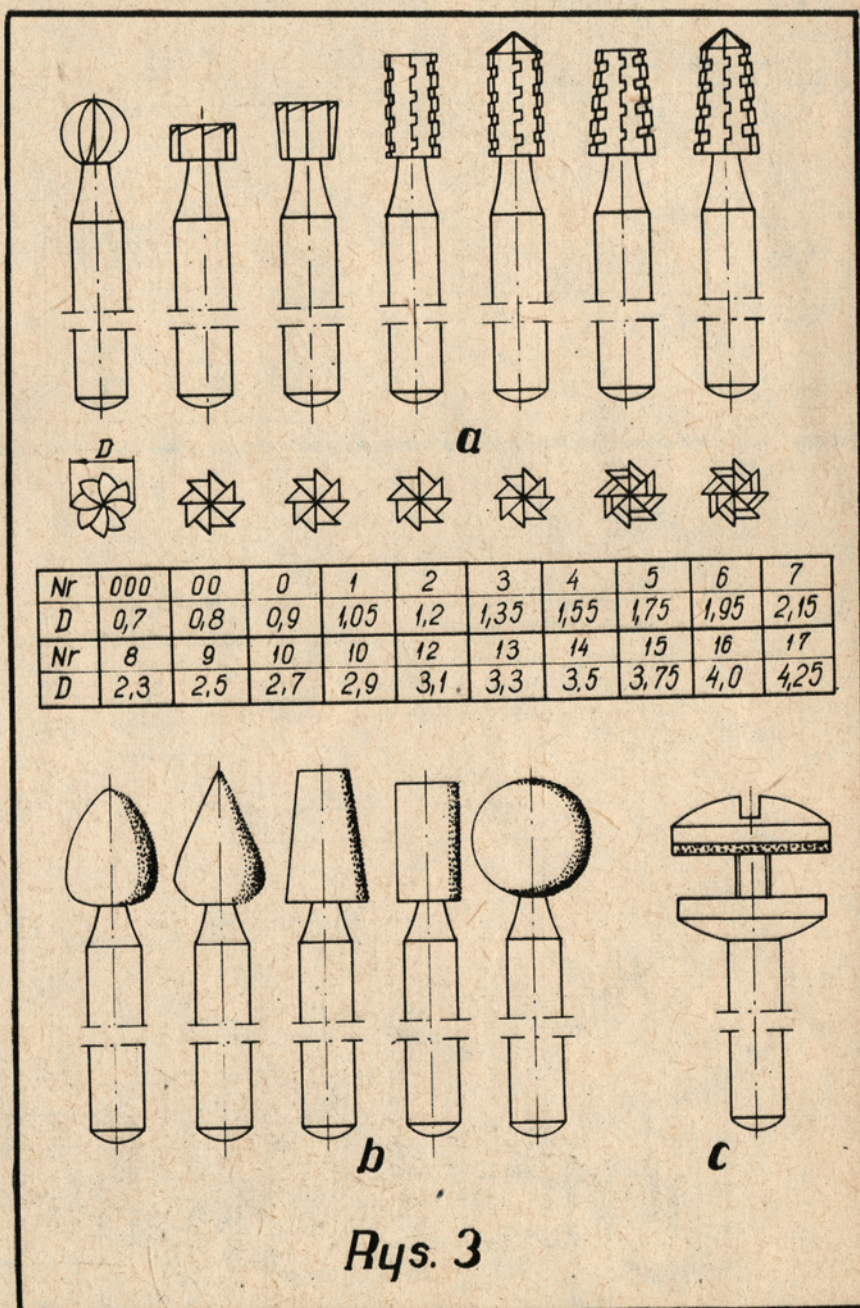 a
D
Nr 000 00 0 1 2 3 4 5 6 7
D 0,7 0,8 0,9 1,05 1,2 1,35 1,55 1,75 1,95 2,15
Nr 8 9 10 10 12 13 14 15 16 17
D 2,3 2,5 2,7 2,9 3,1 3,3 3.5 3,75 4,0 4,25
b c
Rys. 3